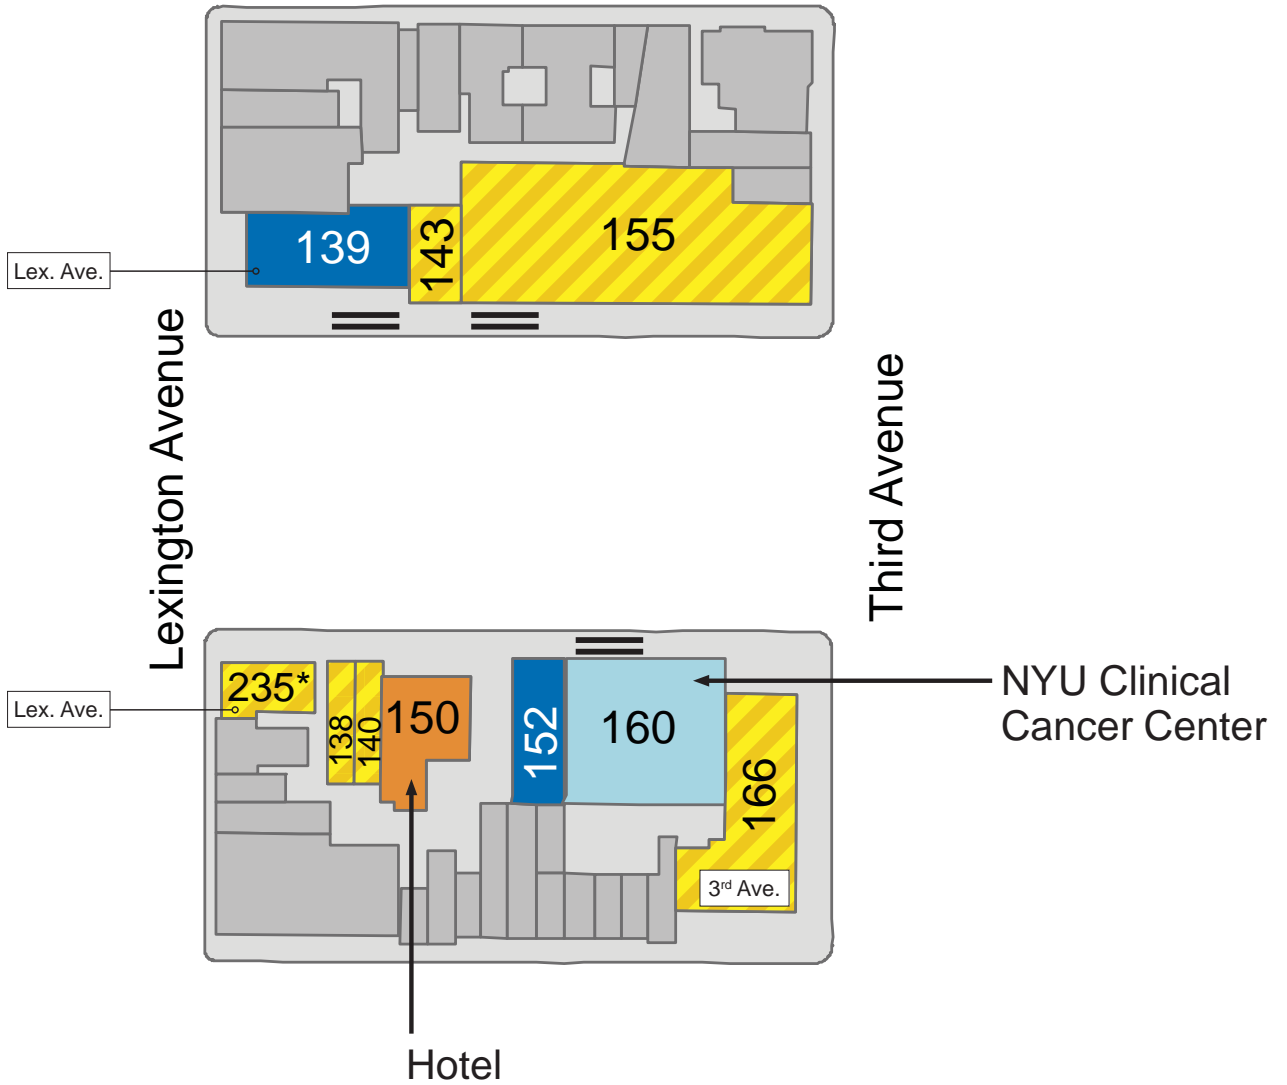 139
143
155
Lex. Ave.
Lexington Avenue
Third Avenue
235*
138
140
150
152
160
166
Lex. Ave.
NYU Clinical
Cancer Center
3rd Ave.
Hotel